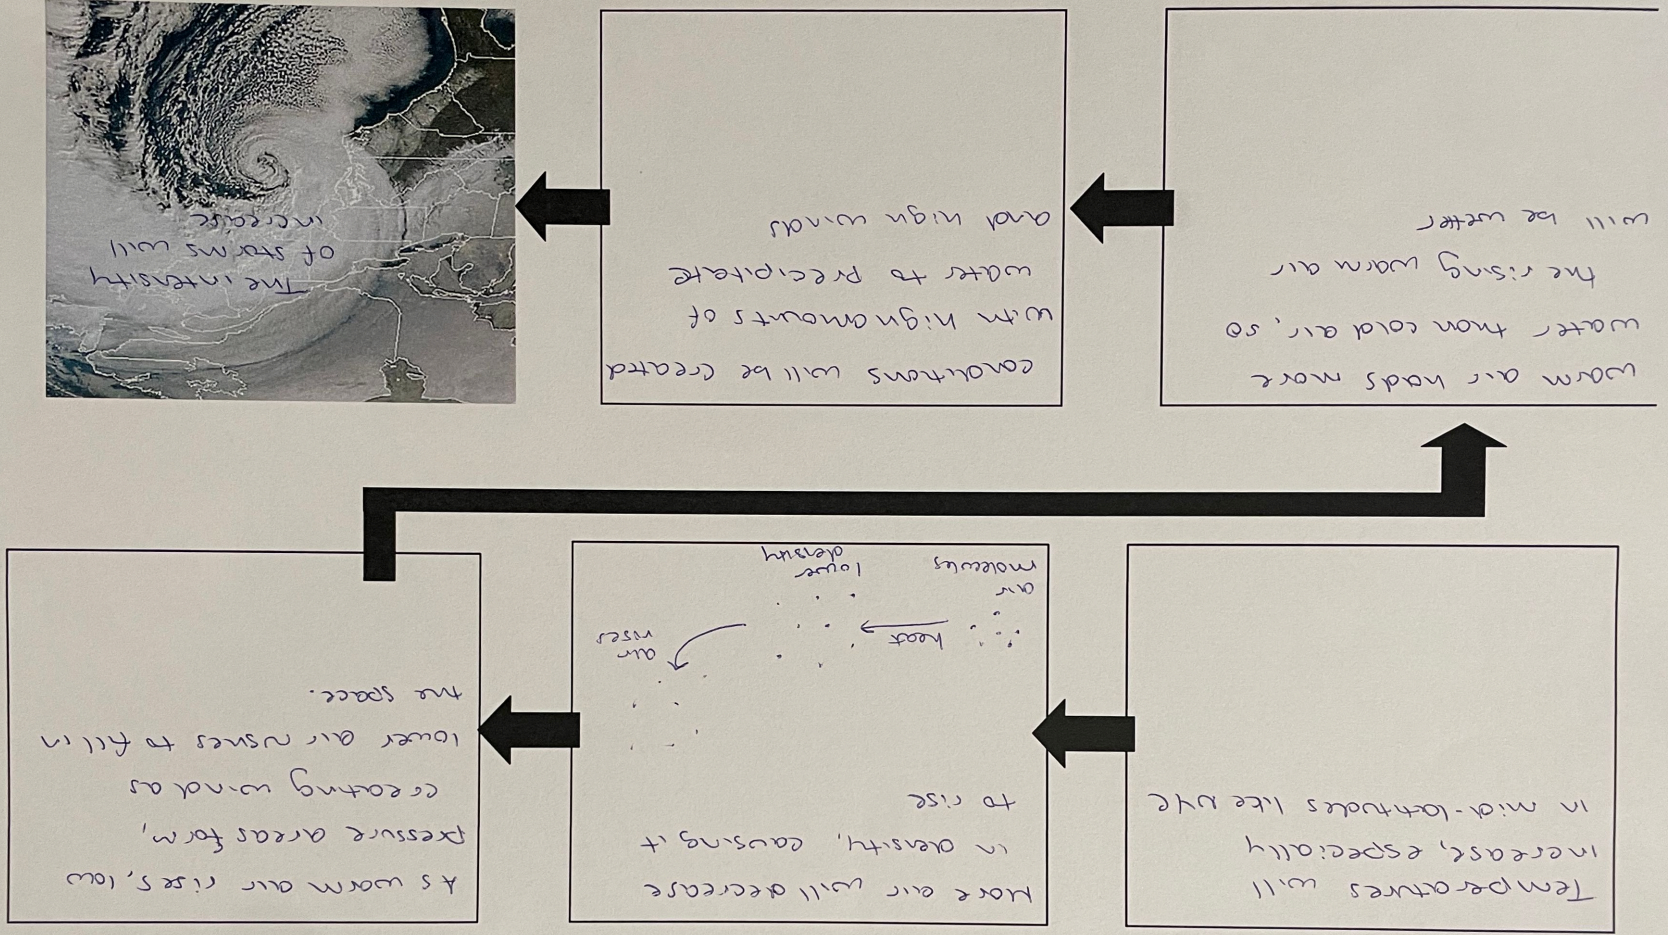 Temperatures will
increase, especially
in mid-latitudes like NYC
More air will decrease
in density, causing it
to rise
heat
air
molecules
lower
density
air
rises
As warm air rises, low
pressure areas form,
creating wind as
lower air rushes to fill in
the space.
warm air holds more
water than cold air, so
the rising warm air
will be wetter
conditions will be created
with high amounts of
water to precipitate
and high winds
The intensity
of storms will
increase